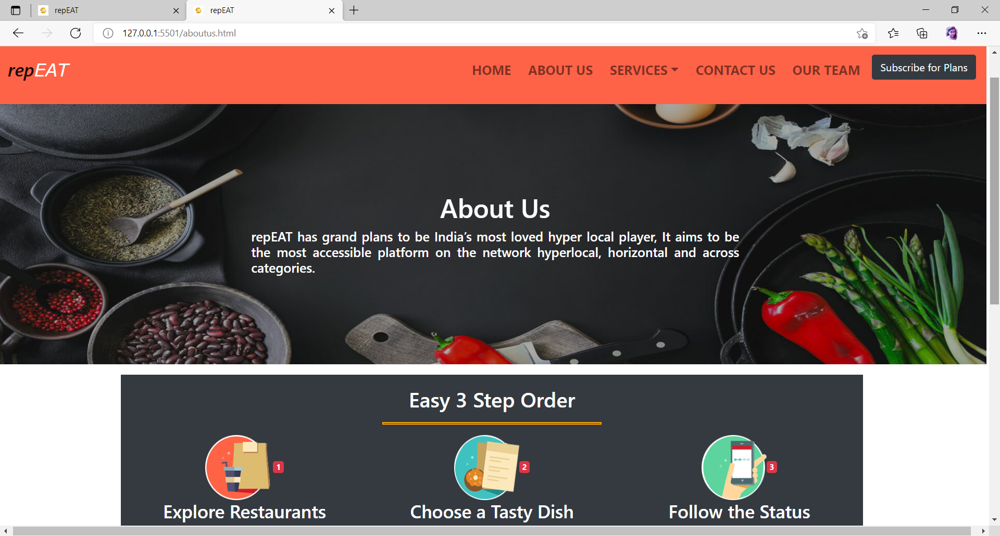 repEAT
repEAT
127.0.0.1:5501/aboutus.html
repEAT
HOME ABOUT US SERVICES CONTACT US OUR TEAM Subscribe for Plans
About Us
repEAT has grand plans to be India’s most loved hyper local player, It aims to be
the most accessible platform on the network hyperlocal, horizontal and across
categories.
Easy 3 Step Order
1
2
3
Explore Restaurants
Choose a Tasty Dish
Follow the Status